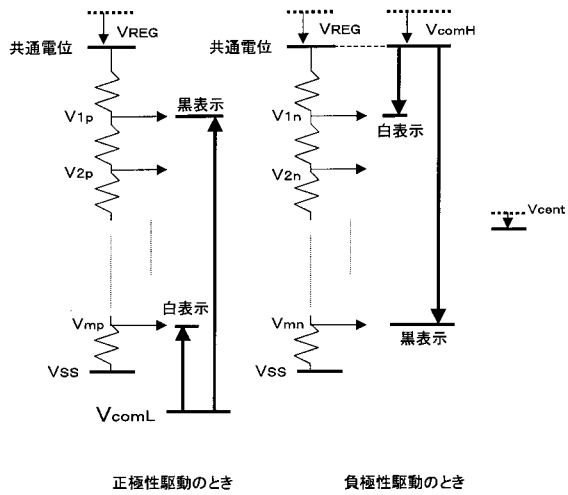 VREG
共通電位
V1p
黒表示
V2p
Vmp
白表示
VSS
VcomL
正極性駆動のとき
VREG
VcomH
共通電位
V1n
白表示
V2n
Vcent
Vmn
黒表示
VSS
負極性駆動のとき